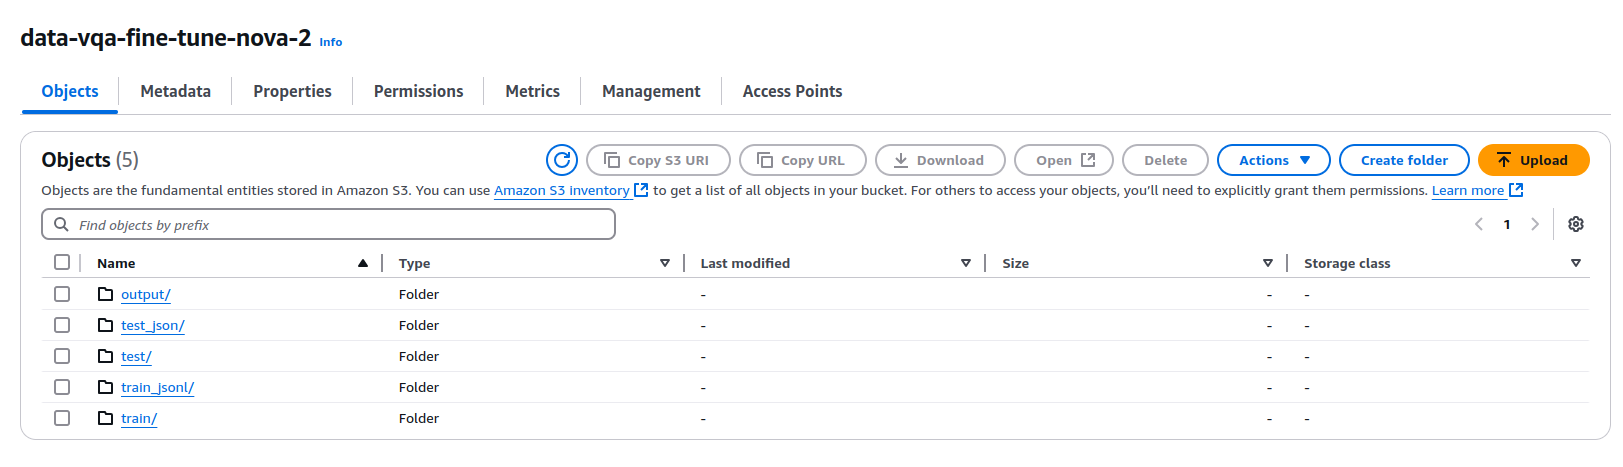 data-vqa-fine-tune-nova-2 Info
Objects Metadata Properties Permissions Metrics Management Access Points
Objects (5) Copy S3 URI Copy URL Download Open Delete Actions Create folder Upload
Objects are the fundamental entities stored in Amazon S3. You can use Amazon S3 inventory to get a list of all objects in your bucket. For others to access your objects, you'll need to explicitly grant them permissions. Learn more
Find objects by prefix 1
Name Type Last modified Size Storage class
output/ Folder - - -
test_json/ Folder - - -
test/ Folder - - -
train_jsonl/ Folder - - -
train/ Folder - - -